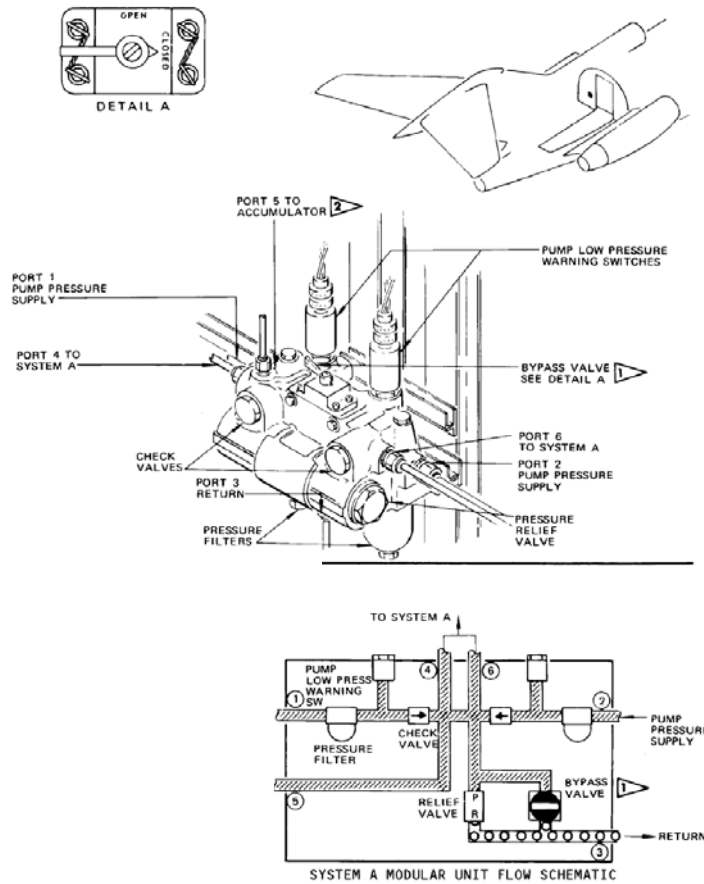 OPEN
CLOSED
DETAIL A
PORT 5 TO
ACCUMULATOR 2
PORT 1
PUMP PRESSURE
SUPPLY
PUMP LOW PRESSURE
WARNING SWITCHES
PORT 4 TO
SYSTEM A
BYPASS VALVE
SEE DETAIL A 1
CHECK
VALVES
PORT 6
TO SYSTEM A
PORT 3
RETURN
PORT 2
PUMP PRESSURE
SUPPLY
PRESSURE
FILTERS
PRESSURE
RELIEF
VALVE
TO SYSTEM A
4
6
PUMP
LOW PRESS
WARNING
SW
1
2
CHECK
VALVE
PUMP
PRESSURE
SUPPLY
PRESSURE
FILTER
5
RELIEF
VALVE
P
R
BYPASS
VALVE
1
RETURN
3
SYSTEM A MODULAR UNIT FLOW SCHEMATIC